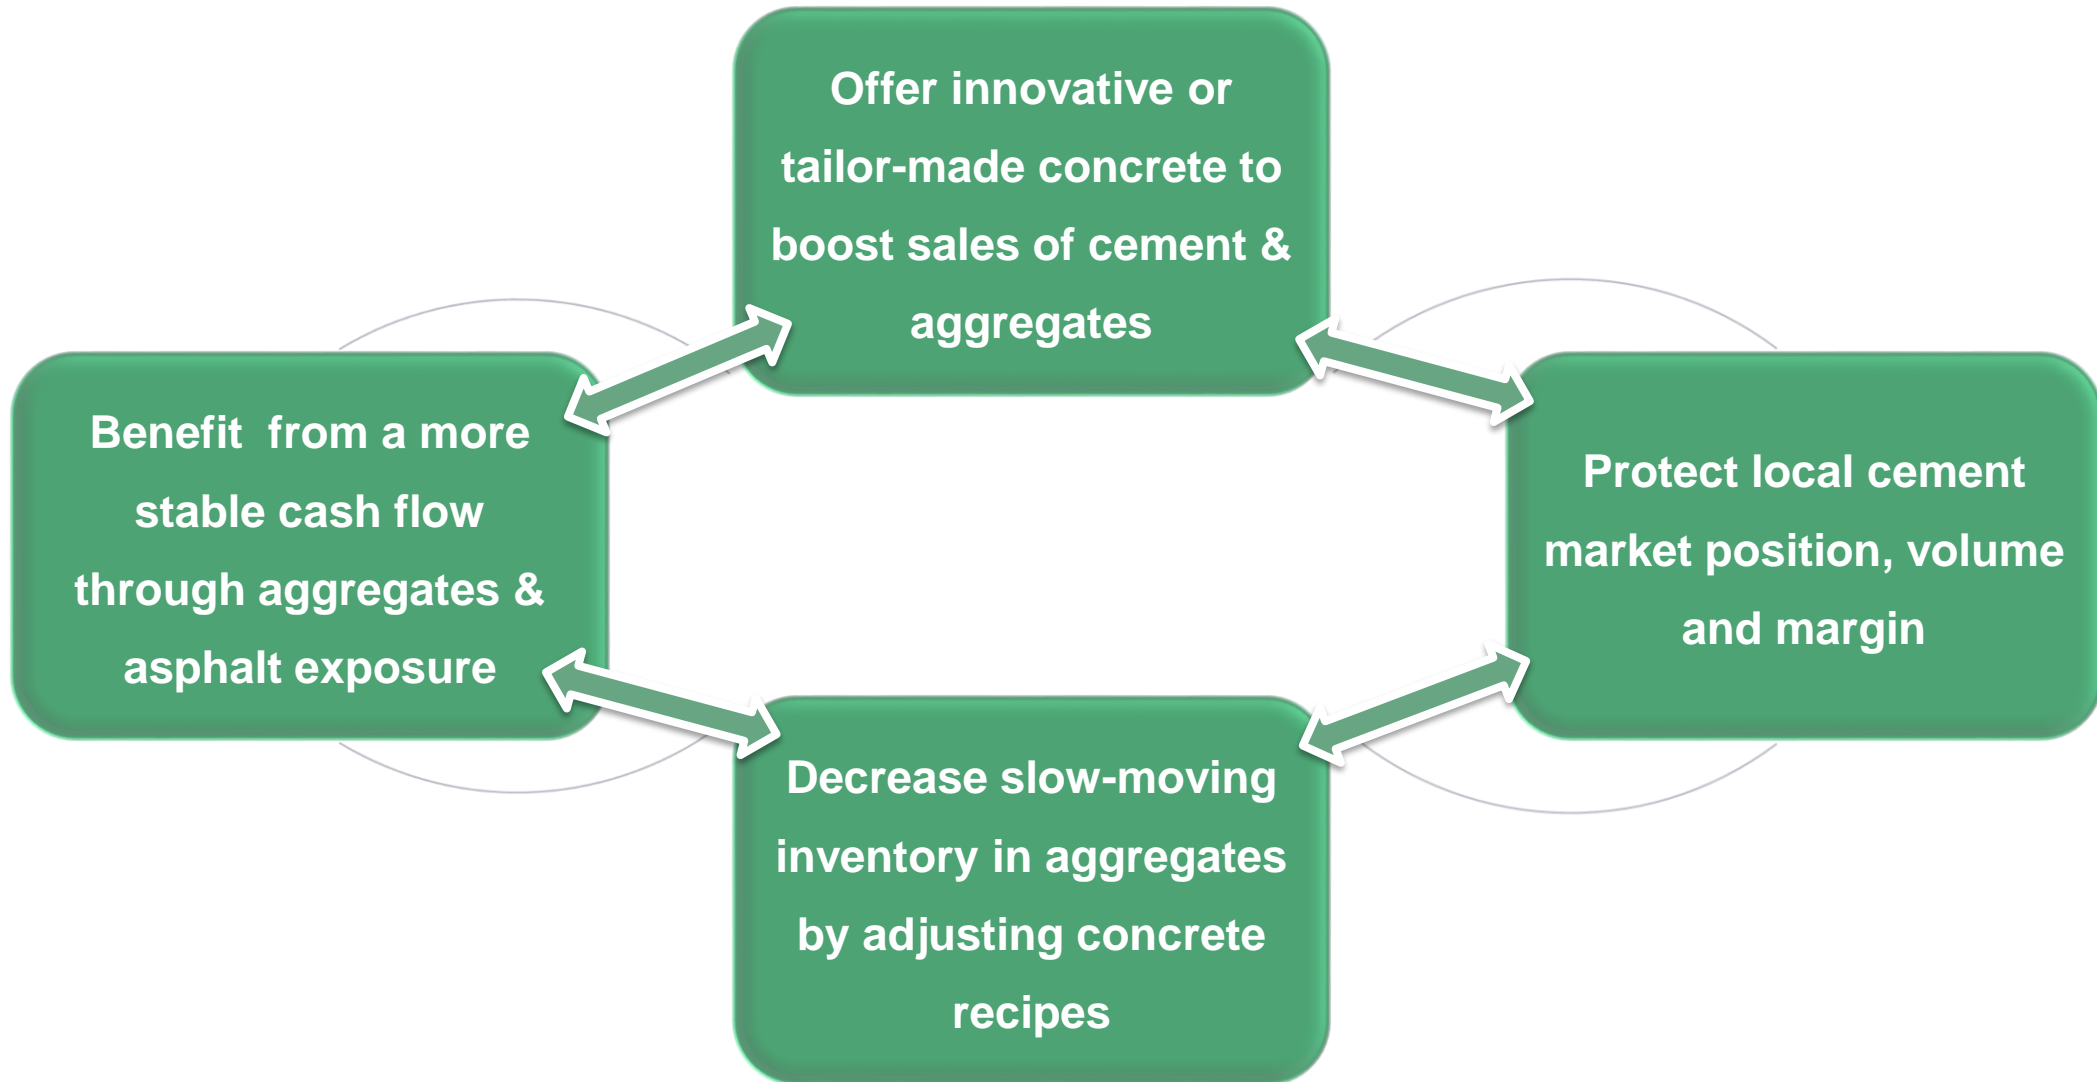 Offer innovative or
tailor-made concrete to
boost sales of cement &
aggregates
Benefit  from a more
stable cash flow
through aggregates &
asphalt exposure
Protect local cement
market position, volume
and margin
Decrease slow-moving
inventory in aggregates
by adjusting concrete
recipes